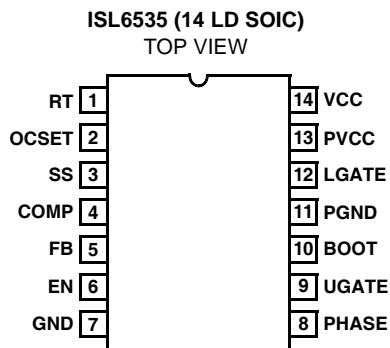 ISL6535 (14 LD SOIC)
TOP VIEW
RT 1 14 VCC
OCSET 2 13 PVCC
SS 3 12 LGATE
COMP 4 11 PGND
FB 5 10 BOOT
EN 6 9 UGATE
GND 7 8 PHASE